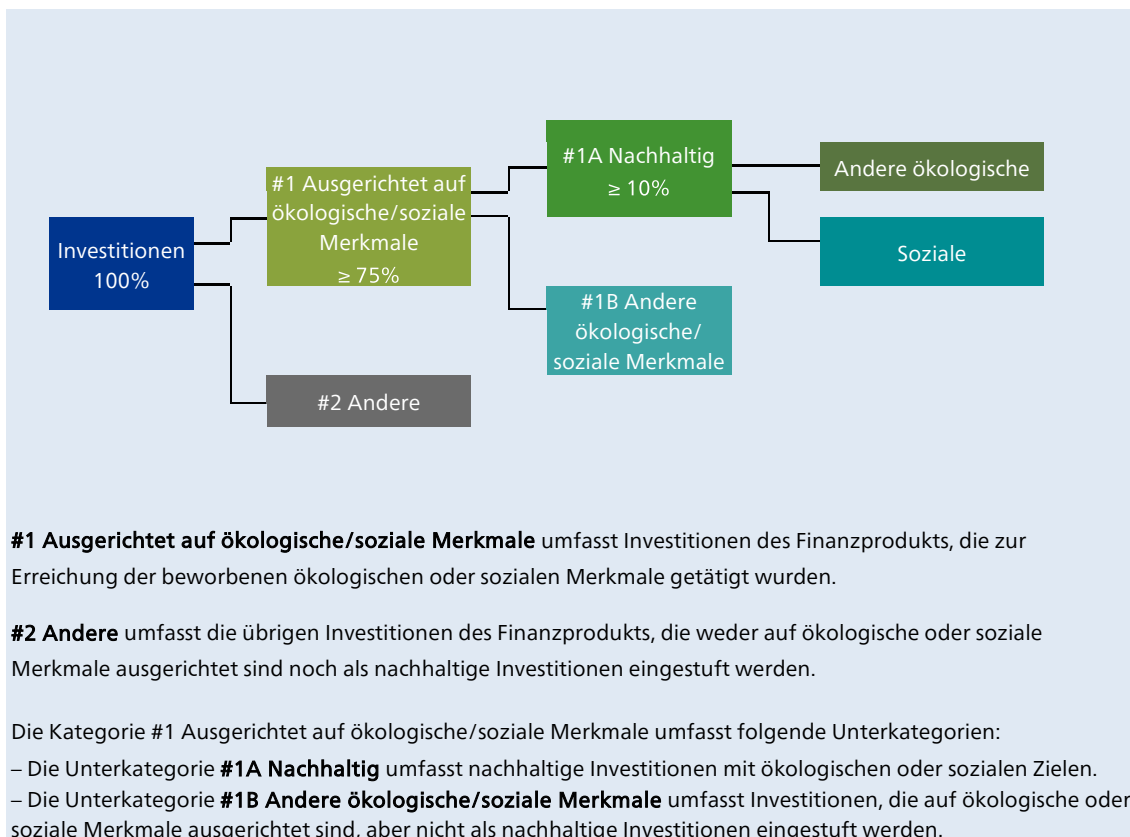 Investitionen
100%
#1 Ausgerichtet auf
ökologische/soziale
Merkmale
≥ 75%
#2 Andere
#1A Nachhaltig
≥ 10%
#1B Andere
ökologische/
soziale Merkmale
Andere ökologische
Soziale
#1 Ausgerichtet auf ökologische/soziale Merkmale umfasst Investitionen des Finanzprodukts, die zur
Erreichung der beworbenen ökologischen oder sozialen Merkmale getätigt wurden.
#2 Andere umfasst die übrigen Investitionen des Finanzprodukts, die weder auf ökologische oder soziale
Merkmale ausgerichtet sind noch als nachhaltige Investitionen eingestuft werden.
Die Kategorie #1 Ausgerichtet auf ökologische/soziale Merkmale umfasst folgende Unterkategorien:
– Die Unterkategorie #1A Nachhaltig umfasst nachhaltige Investitionen mit ökologischen oder sozialen Zielen.
– Die Unterkategorie #1B Andere ökologische/soziale Merkmale umfasst Investitionen, die auf ökologische oder
soziale Merkmale ausgerichtet sind, aber nicht als nachhaltige Investitionen eingestuft werden.